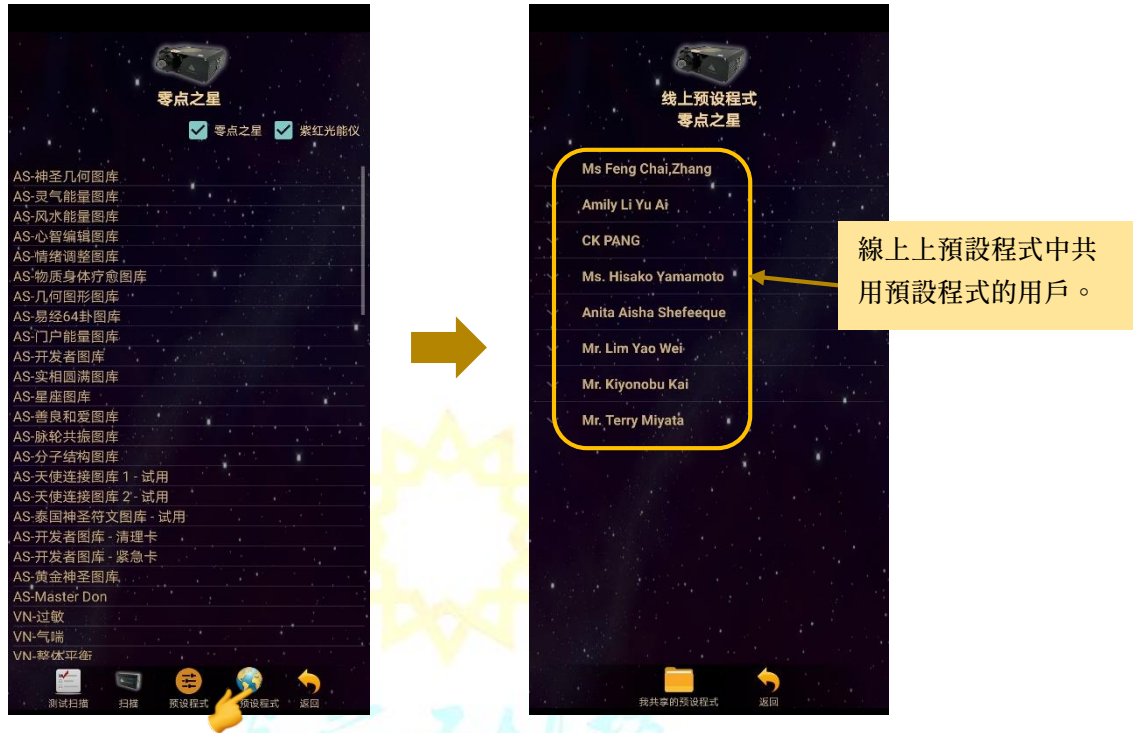 零点之星
零点之星 紫红光能仪
AS-神圣几何图库
AS-灵气能量图库
AS-风水能量图库
AS-心智编辑图库
AS-情绪调整图库
AS-物质身体疗愈图库
AS-几何图形图库
AS-易经64卦图库
AS-门户能量图库
AS-开发者图库
AS-实相圆满图库
AS-星座图库
AS-善良和爱图库
AS-脉轮共振图库
AS-分子结构图库
AS-天使连接图库 1 - 试用
AS-天使连接图库 2 - 试用
AS-泰国神圣符文图库 - 试用
AS-开发者图库 - 清理卡
AS-开发者图库 - 紧急卡
AS-黄金神圣图库
AS-Master Don
VN-过敏
VN-气喘
VN-整体平衡
测试扫描 扫描 预设程式 预设程式 返回
线上预设程式
零点之星
Ms Feng Chai,Zhang
Amily Li Yu Ai
CK PANG
Ms. Hisako Yamamoto
Anita Aisha Shefeeque
Mr. Lim Yao Wei
Mr. Kiyonobu Kai
Mr. Terry Miyata
我共享的预设程式 返回
線上上預設程式中共
用預設程式的用戶。